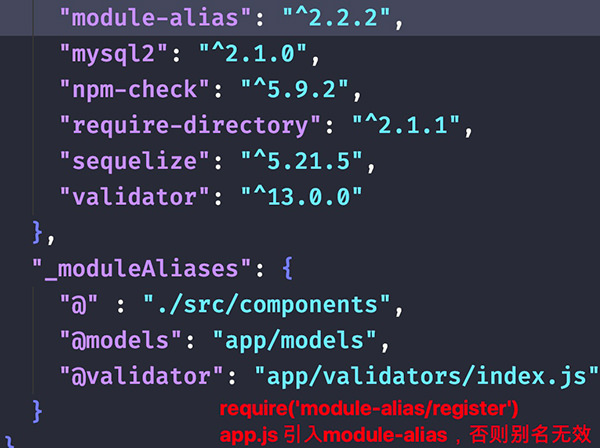 "module-alias": "^2.2.2",
"mysql2": "^2.1.0",
"npm-check": "^5.9.2",
"require-directory": "^2.1.1",
"sequelize": "^5.21.5",
"validator": "^13.0.0"
},
"_moduleAliases": {
"@" : "./src/components",
"@models": "app/models",
"@validator": "app/validators/index.js"
}
require('module-alias/register')
app.js 引入module-alias，否则别名无效
}